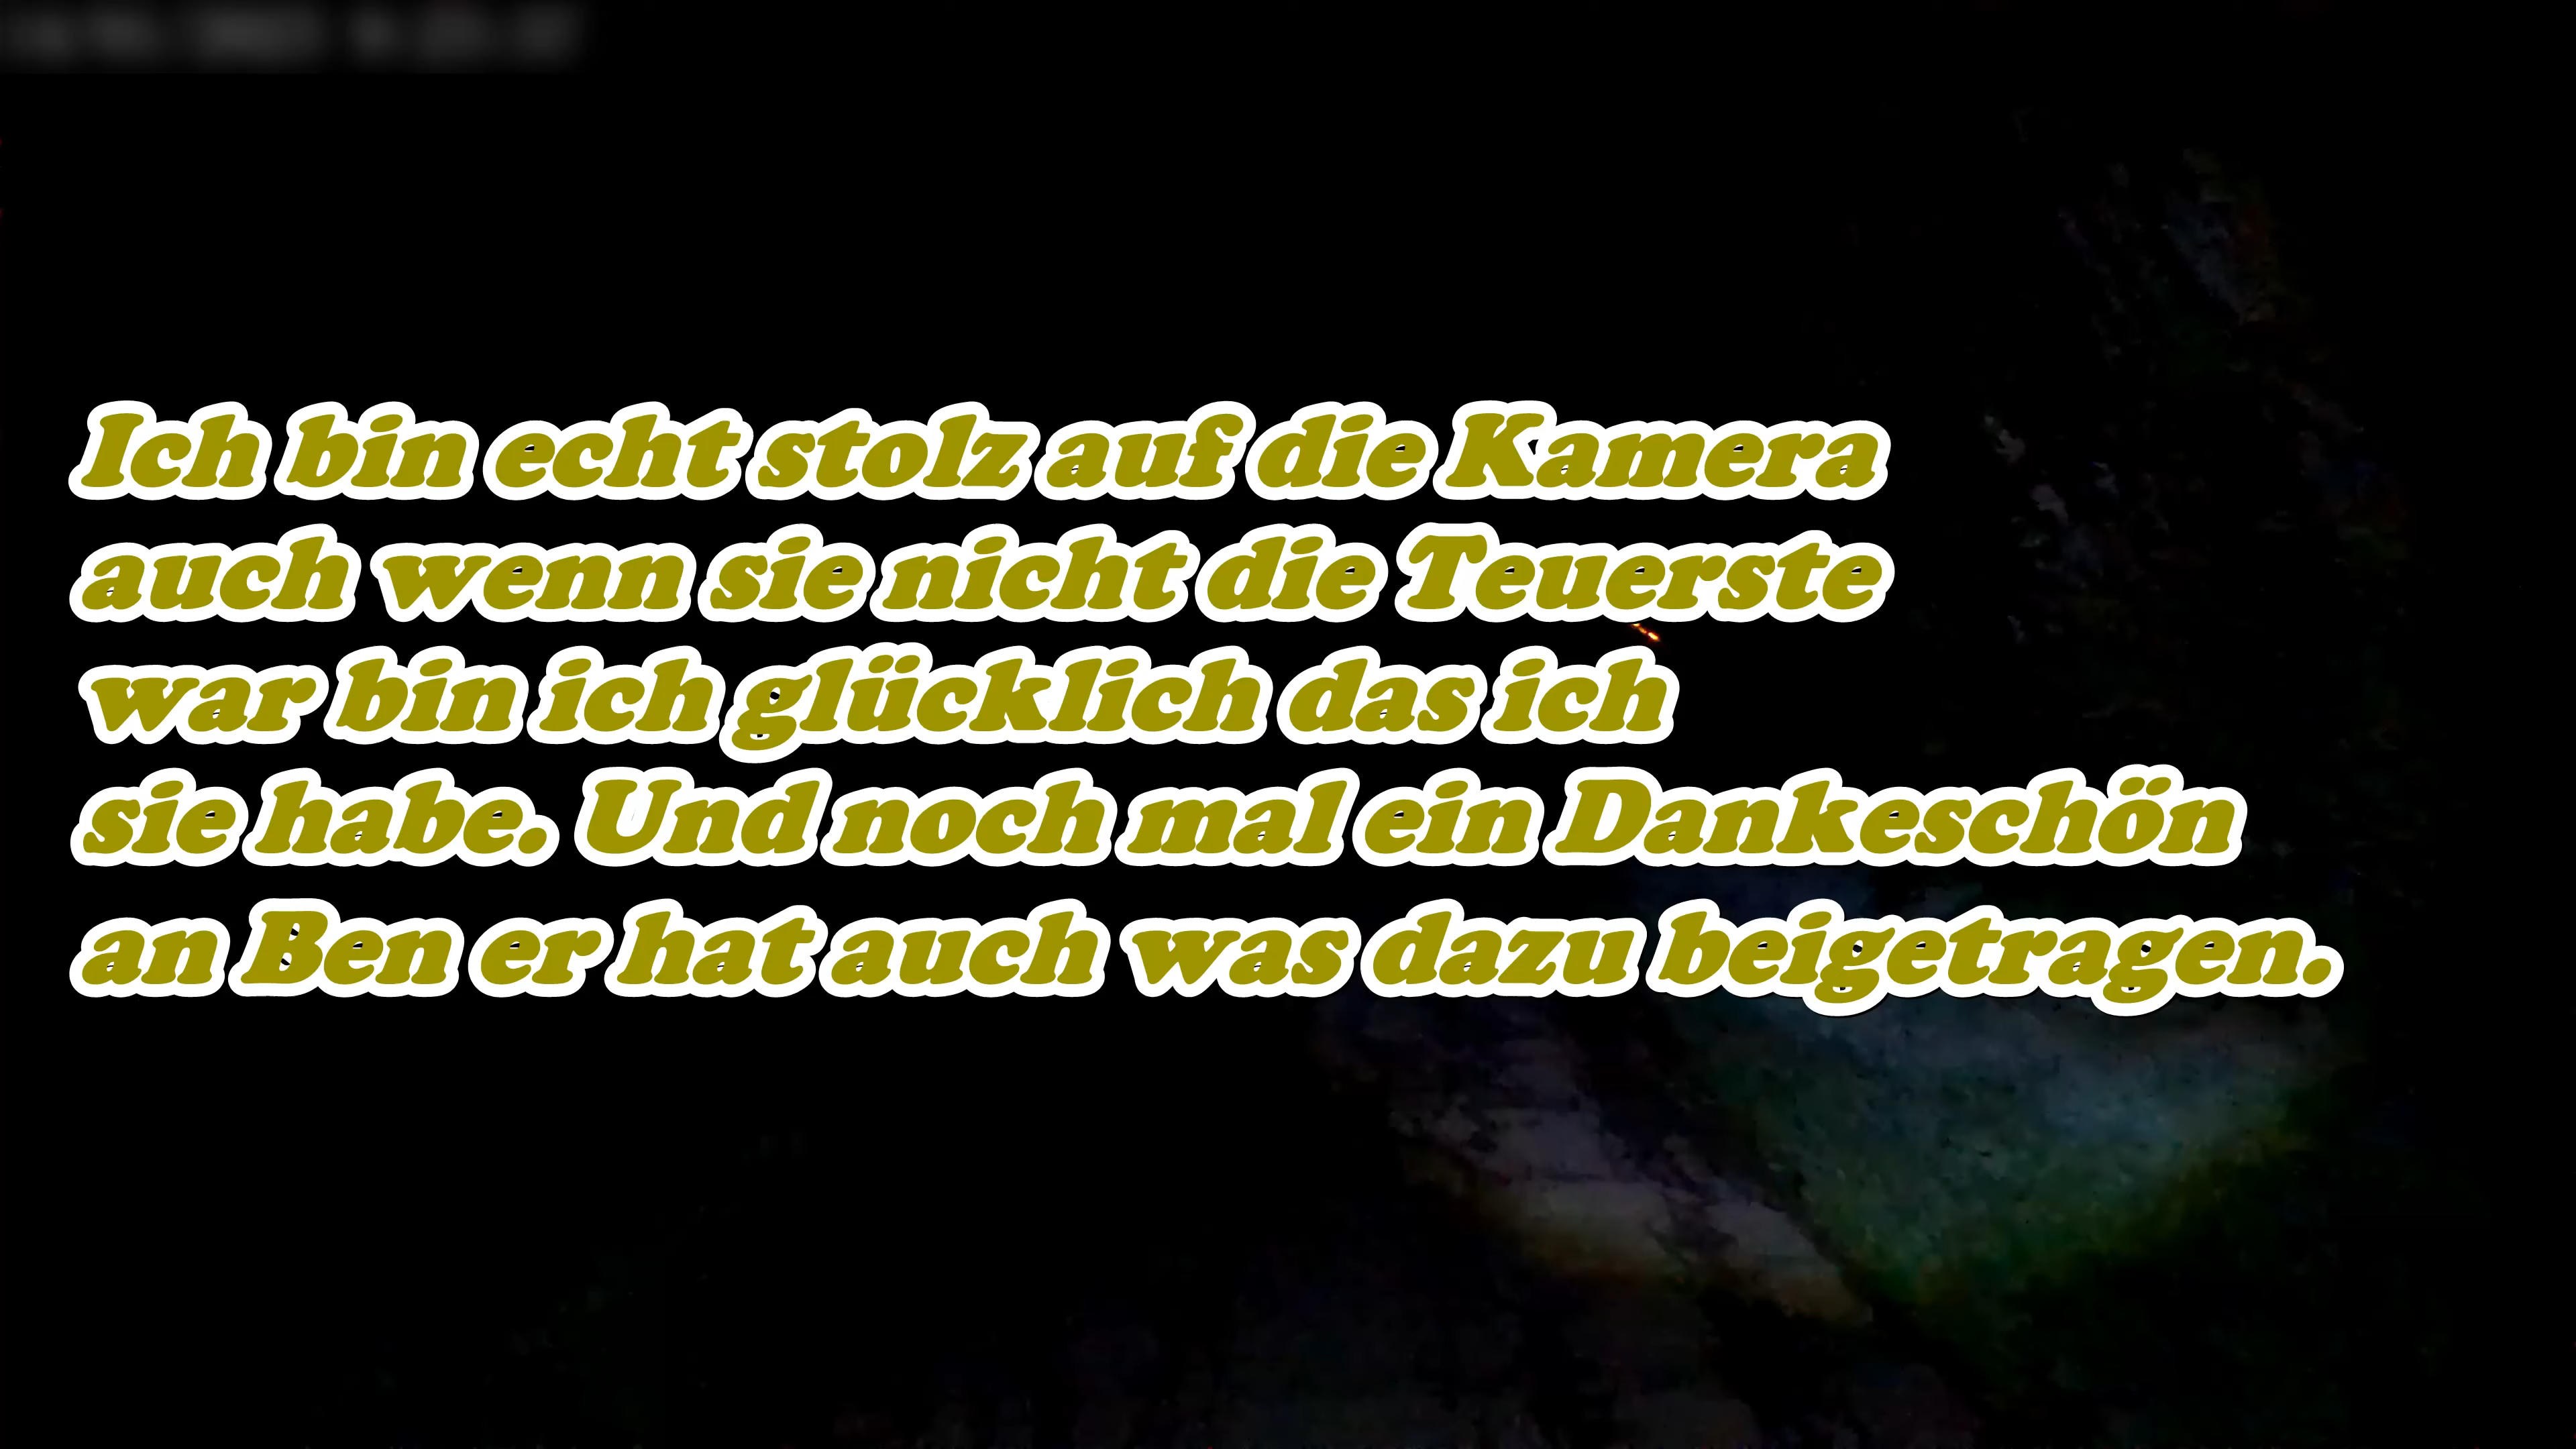 Ich bin echt stolz auf die Kamera
auch wenn sie nicht die Teuerste
war bin ich glücklich das ich
sie habe. Und noch mal ein Dankeschön
an Ben er hat auch was dazu beigetragen.